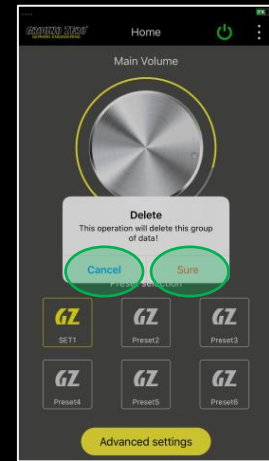 GROUND ZERO
Home
Main Volume
Delete
This operation will delete this group
of data!
Cancel
Sure
Preset selection
GZ
GZ
GZ
SET1
Preset2
Preset3
GZ
GZ
GZ
Preset4
Preset5
Preset6
Advanced settings